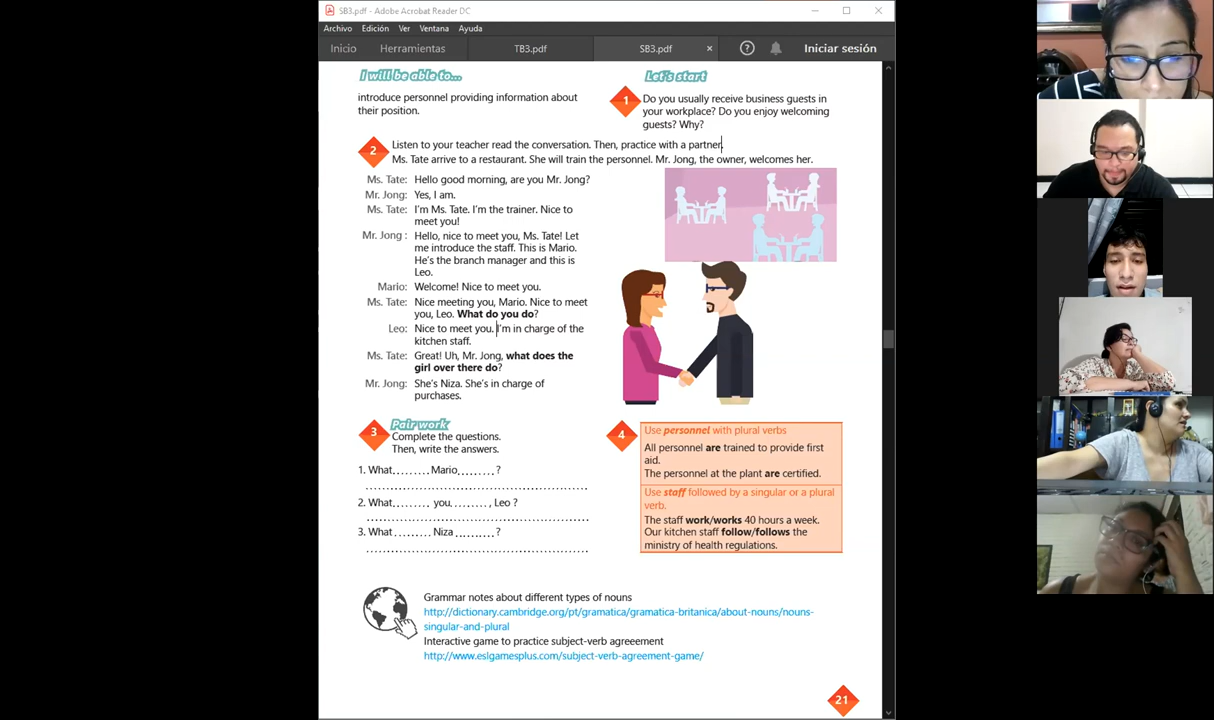 SB3.pdf - Adobe Acrobat Reader DC
Archivo Edición Ver Ventana Ayuda
Inicio Herramientas TB3.pdf SB3.pdf × ? Iniciar sesión
I will be able to...
introduce personnel providing information about
their position.
Let's start
1
Do you usually receive business guests in
your workplace? Do you enjoy welcoming
guests? Why?
2
Listen to your teacher read the conversation. Then, practice with a partner.
Ms. Tate arrive to a restaurant. She will train the personnel. Mr. Jong, the owner, welcomes her.
Ms. Tate: Hello good morning, are you Mr. Jong?
Mr. Jong: Yes, I am.
Ms. Tate: I'm Ms. Tate. I'm the trainer. Nice to
meet you!
Mr. Jong : Hello, nice to meet you, Ms. Tate! Let
me introduce the staff. This is Mario.
He's the branch manager and this is
Leo.
Mario: Welcome! Nice to meet you.
Ms. Tate: Nice meeting you, Mario. Nice to meet
you, Leo. What do you do?
Leo: Nice to meet you. I'm in charge of the
kitchen staff.
Ms. Tate: Great! Uh, Mr. Jong, what does the
girl over there do?
Mr. Jong: She's Niza. She's in charge of
purchases.
3
Pair work
Complete the questions.
Then, write the answers.
1. What.........Mario.........?
......................................................
2. What......... you.........., Leo ?
......................................................
3. What ......... Niza ..........?
......................................................
4
Use personnel with plural verbs
All personnel are trained to provide first
aid.
The personnel at the plant are certified.
Use staff followed by a singular or a plural
verb.
The staff work/works 40 hours a week.
Our kitchen staff follow/follows the
ministry of health regulations.
Grammar notes about different types of nouns
http://dictionary.cambridge.org/pt/gramatica/gramatica-britanica/about-nouns/nouns-
singular-and-plural
Interactive game to practice subject-verb agreeement
http://www.eslgamesplus.com/subject-verb-agreement-game/
21